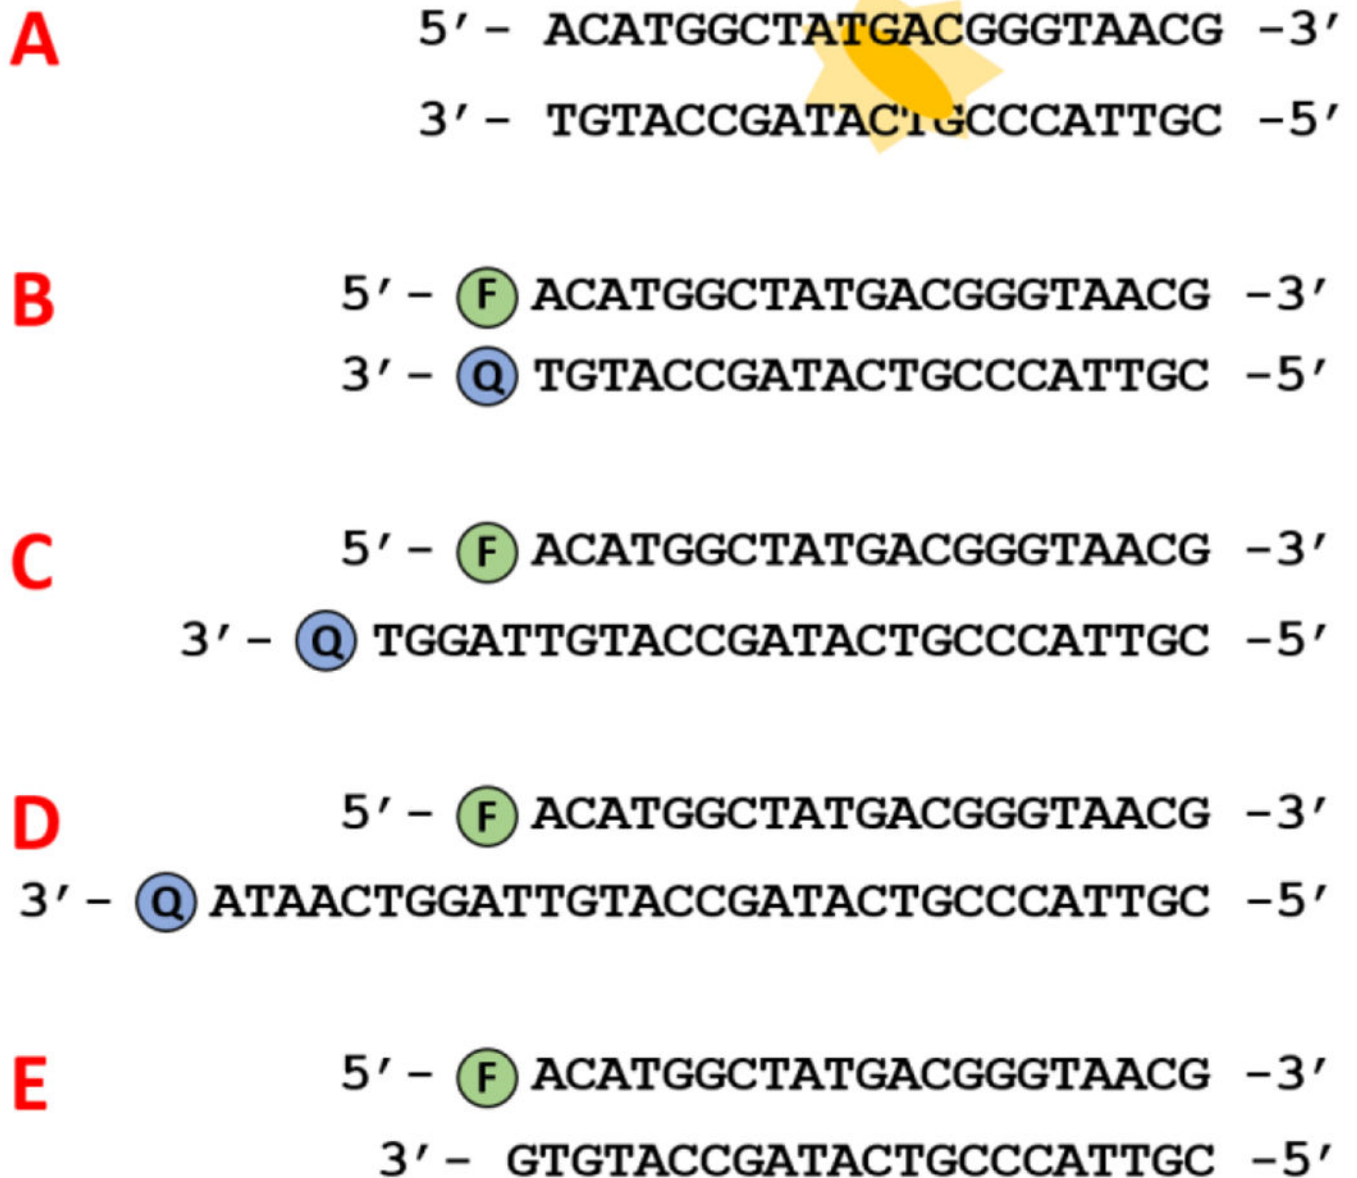 A 5′- ACATGGCTATGACGGGTAACG -3′
3′- TGTACCGATACTGCCCATTGC -5′
B 5′- F ACATGGCTATGACGGGTAACG -3′
3′- Q TGTACCGATACTGCCCATTGC -5′
C 5′- F ACATGGCTATGACGGGTAACG -3′
3′- Q TGGATTGTACCGATACTGCCCATTGC -5′
D 5′- F ACATGGCTATGACGGGTAACG -3′
3′- Q ATAACTGGATTGTACCGATACTGCCCATTGC -5′
E 5′- F ACATGGCTATGACGGGTAACG -3′
3′- GTGTACCGATACTGCCCATTGC -5′